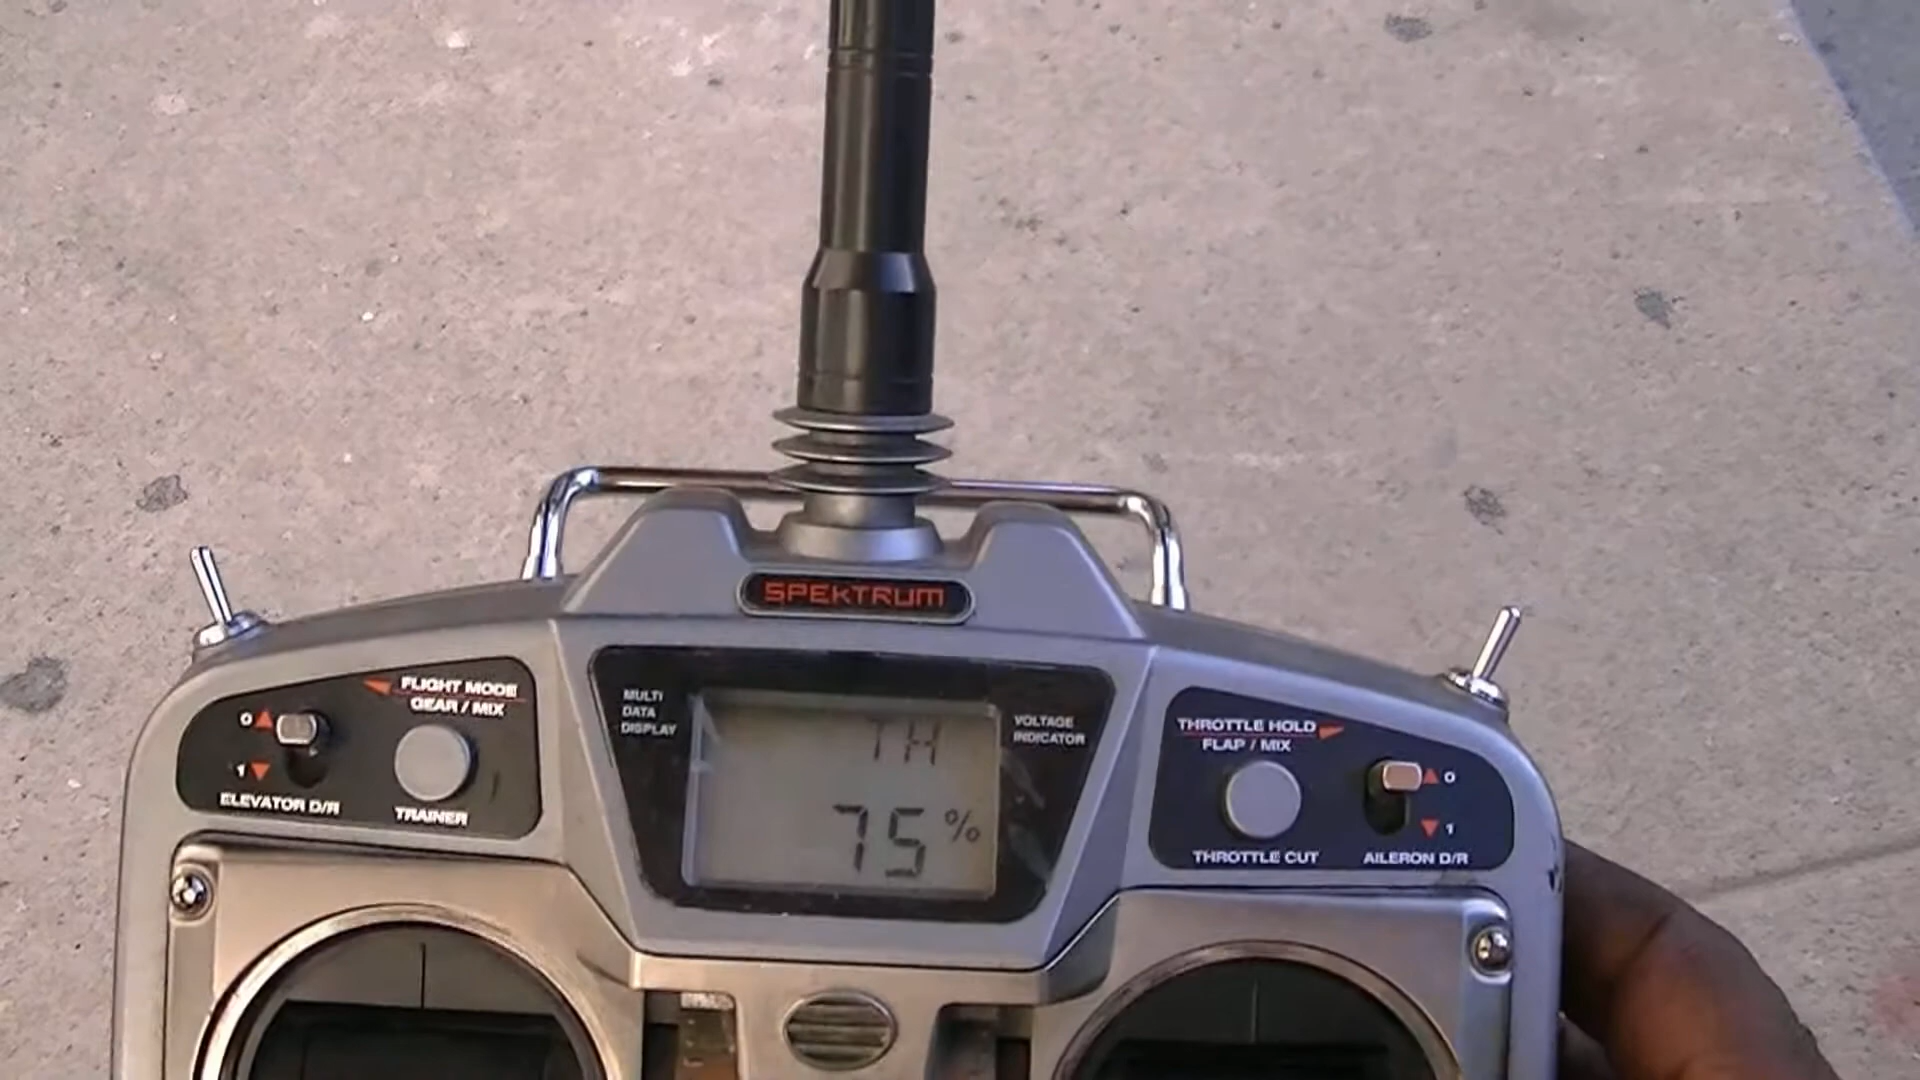 SPEKTRUM
FLIGHT MODE
GEAR / MIX
0
1
ELEVATOR D/R
TRAINER
MULTI
DATA
DISPLAY
TH
75%
VOLTAGE
INDICATOR
THROTTLE HOLD
FLAP / MIX
0
1
THROTTLE CUT
AILERON D/R